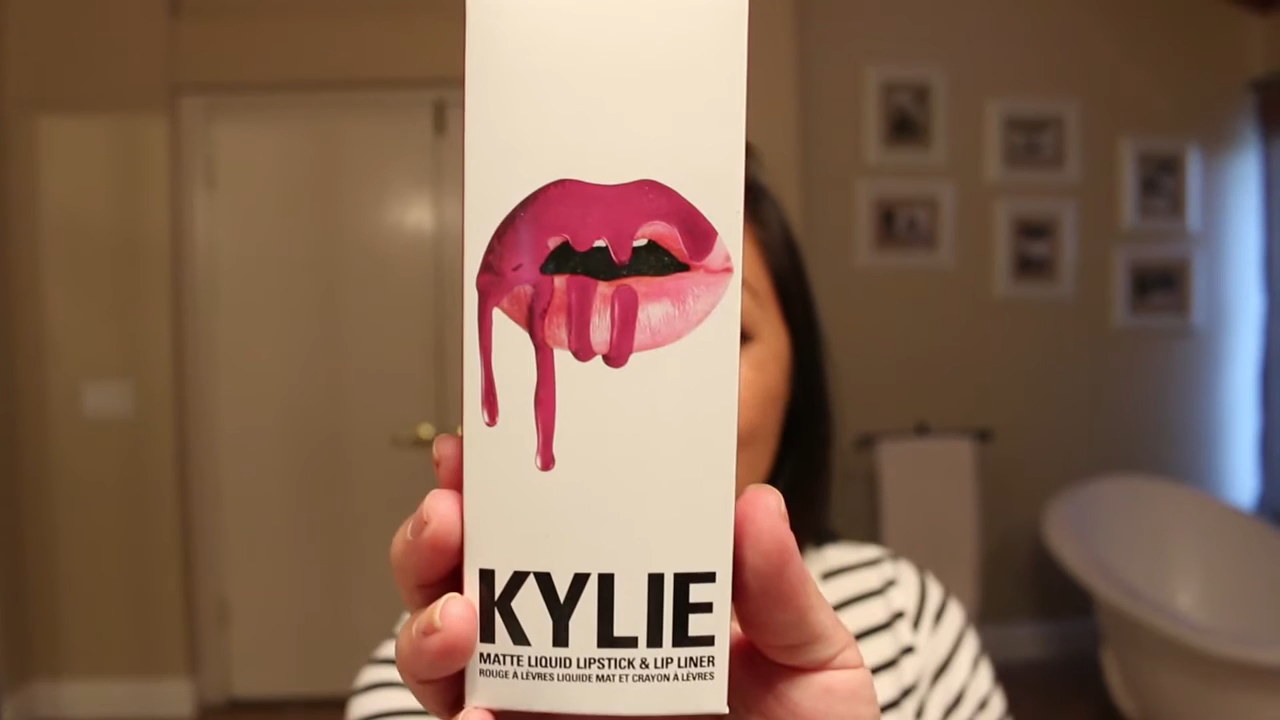 KYLIE
MATTE LIQUID LIPSTICK & LIP LINER
ROUGE À LÈVRES LIQUIDE MAT ET CRAYON À LÈVRES